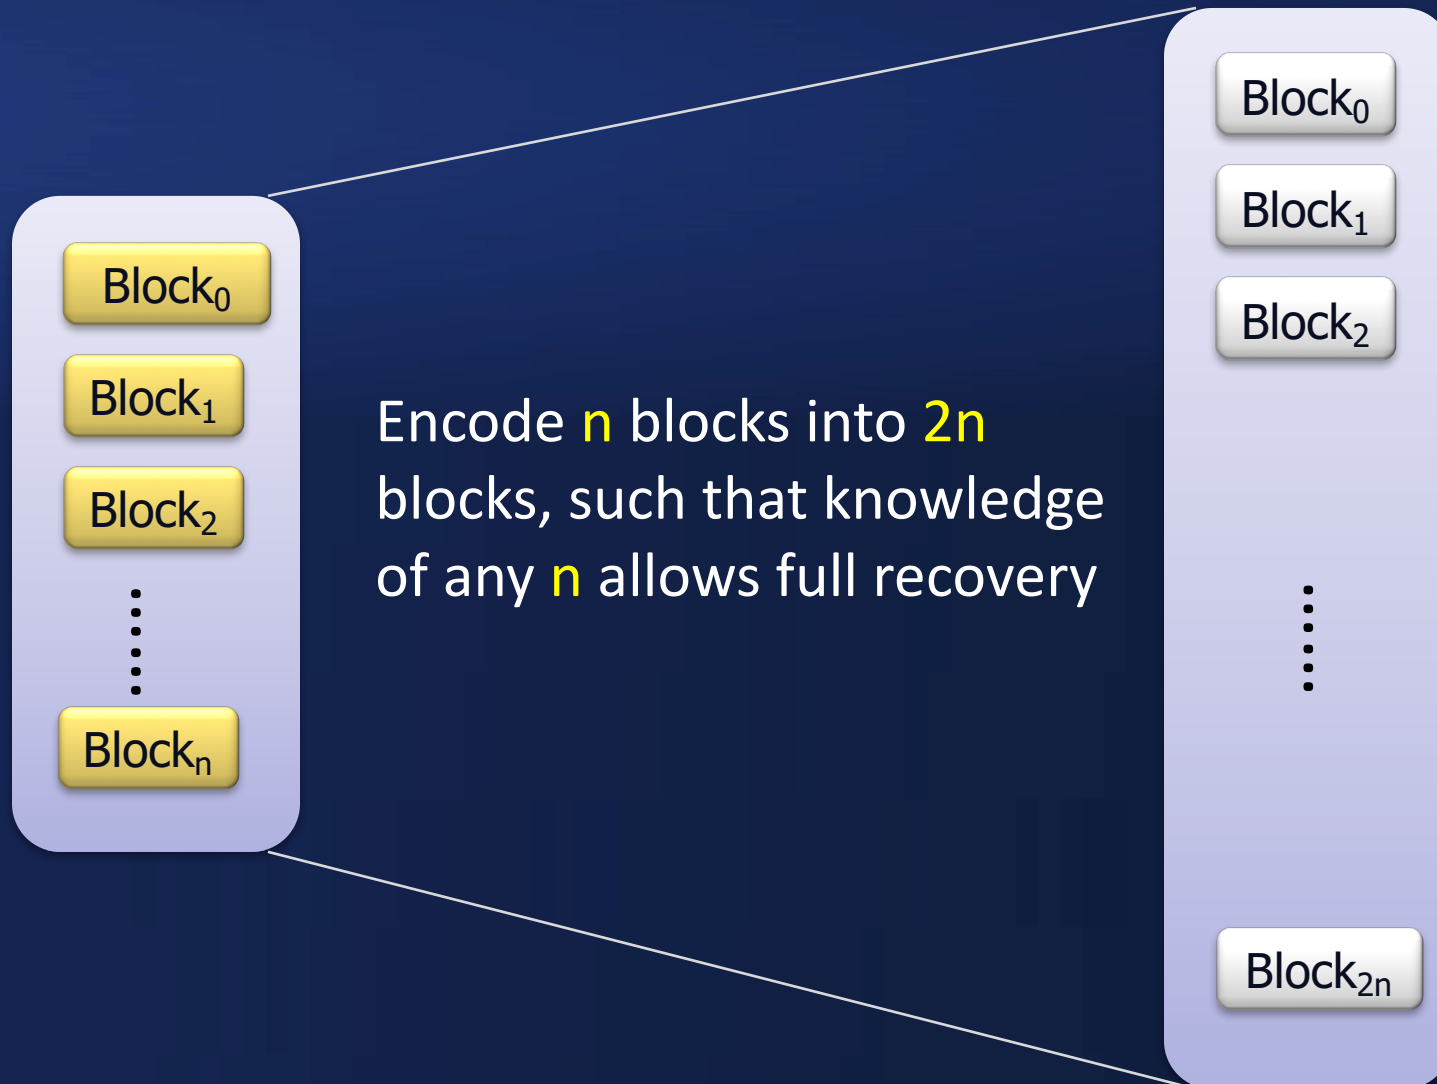 Block₀
Block₁
Block₂
⋮
Blockₙ
Encode n blocks into 2n
blocks, such that knowledge
of any n allows full recovery
Block₀
Block₁
Block₂
⋮
Block₂ₙ